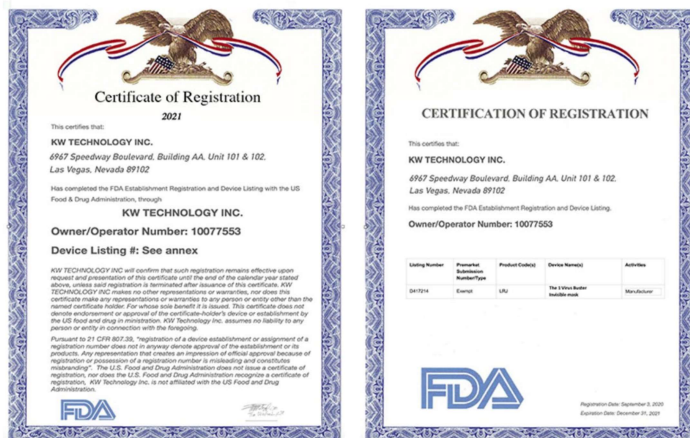 Certificate of Registration
2021
This certifies that:
KW TECHNOLOGY INC.
6967 Speedway Boulevard, Building AA, Unit 101 & 102,
Las Vegas, Nevada 89102
Has completed the FDA Establishment Registration and Device Listing with the US
Food & Drug Administration, through
KW TECHNOLOGY INC.
Owner/Operator Number: 10077553
Device Listing #: See annex
KW TECHNOLOGY INC will confirm that such registration remains effective upon
request and presentation of this certificate until the end of the calendar year stated
above, unless said registration is terminated after issuance of this certificate. KW
TECHNOLOGY INC makes no other representations or warranties, nor does this
certificate make any representations or warranties to any person or entity other than the
named certificate holder. For whose sole benefit it is issued. This certificate does not
denote endorsement or approval of the certificate-holder's device or establishment by
the US food and drug in ministration. KW Technology Inc. assumes no liability to any
person or entity in connection with the foregoing.
Pursuant to 21 CFR 807.39, "registration of a device establishment or assignment of a
registration number does not in anyway denote approval of the establishment or its
products. Any representation that creates an impression of official approval because of
registration or possession of a registration number is misleading and constitutes
misbranding". The U.S. Food and Drug Administration does not issue a certificate of
registration, nor does the U.S. Food and Drug Administration recognize a certificate of
registration, KW Technology Inc. is not affiliated with the US Food and Drug
Administration.
FDA
CERTIFICATION OF REGISTRATION
This certifies that:
KW TECHNOLOGY INC.
6967 Speedway Boulevard, Building AA, Unit 101 & 102,
Las Vegas, Nevada 89102
Has completed the FDA Establishment Registration and Device Listing.
Owner/Operator Number: 10077553
Listing Number Premarket Submission Number/Type Product Code(s) Device Name(s) Activities
D417214 Exempt LRJ The 1 Virus Buster Invisible mask Manufacturer
FDA
Registration Date: September 3, 2020
Expiration Date: December 31, 2021